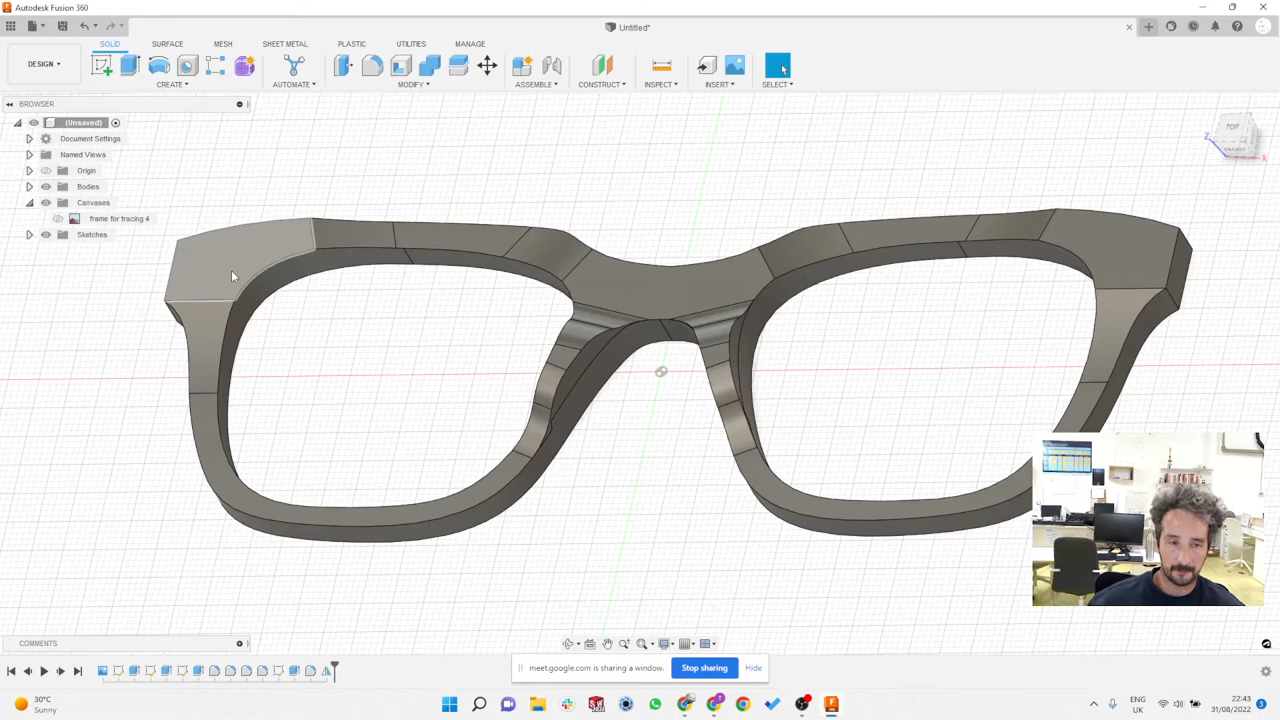 Autodesk Fusion 360
Untitled*
DESIGN
SOLID SURFACE MESH SHEET METAL PLASTIC UTILITIES MANAGE
CREATE AUTOMATE MODIFY ASSEMBLE CONSTRUCT INSPECT INSERT SELECT
BROWSER
(Unsaved)
Document Settings
Named Views
Origin
Bodies
Canvases
frame for tracing 4
Sketches
TOP
Z
X
COMMENTS
meet.google.com is sharing a window.
Stop sharing
Hide
30°C
Sunny
ENG
UK
22:43
31/08/2022
3